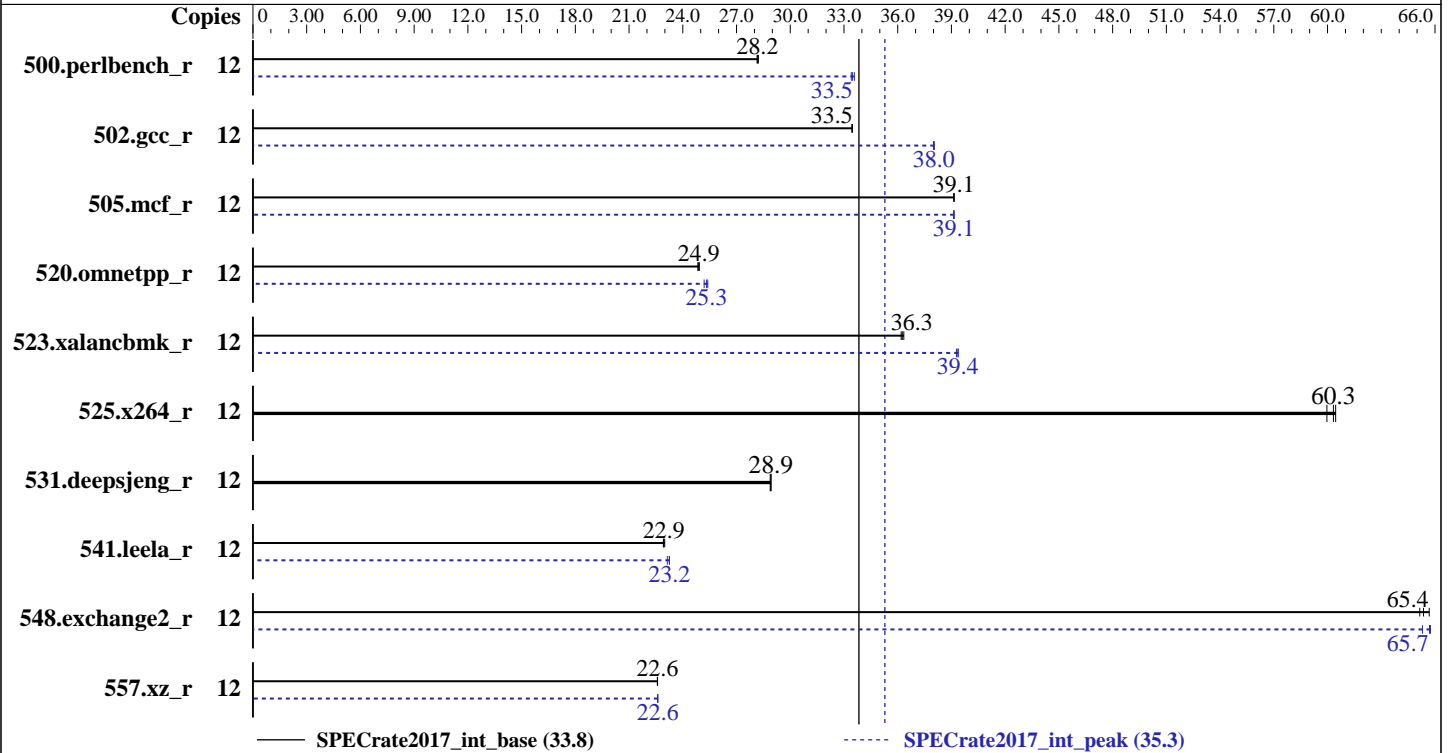 Copies 0 3.00 6.00 9.00 12.0 15.0 18.0 21.0 24.0 27.0 30.0 33.0 36.0 39.0 42.0 45.0 48.0 51.0 54.0 57.0 60.0 66.0
28.2
500.perlbench_r 12
33.5
33.5
502.gcc_r 12
38.0
39.1
505.mcf_r 12
39.1
24.9
520.omnetpp_r 12
25.3
36.3
523.xalancbmk_r 12
39.4
60.3
525.x264_r 12
28.9
531.deepsjeng_r 12
22.9
541.leela_r 12
23.2
65.4
548.exchange2_r 12
65.7
22.6
557.xz_r 12
22.6
SPECrate2017_int_base (33.8) SPECrate2017_int_peak (35.3)